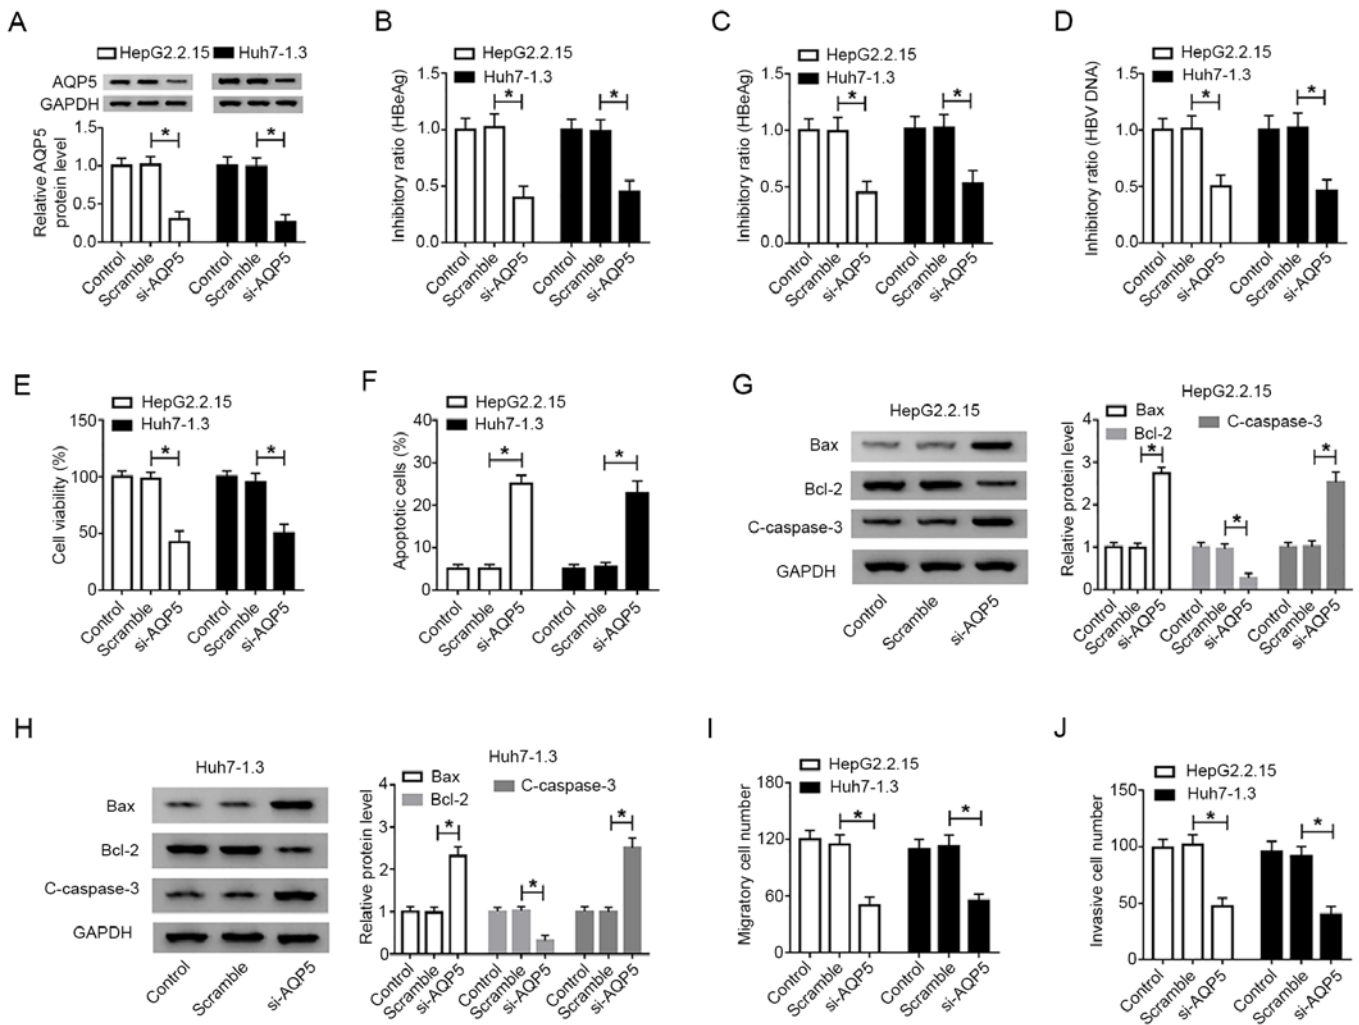 A
HepG2.2.15 Huh7-1.3
AQP5
GAPDH
Relative AQP5
protein level
1.5
1.0
0.5
0.0
Control Scramble si-AQP5 Control Scramble si-AQP5
B
HepG2.2.15
Huh7-1.3
Inhibitory ratio (HBeAg)
1.5
1.0
0.5
0.0
Control Scramble si-AQP5 Control Scramble si-AQP5
C
HepG2.2.15
Huh7-1.3
Inhibitory ratio (HBeAg)
1.5
1.0
0.5
0.0
Control Scramble si-AQP5 Control Scramble si-AQP5
D
HepG2.2.15
Huh7-1.3
Inhibitory ratio (HBV DNA)
1.5
1.0
0.5
0.0
Control Scramble si-AQP5 Control Scramble si-AQP5
* * * * * * * *
E
HepG2.2.15
Huh7-1.3
Cell viability (%)
150
100
50
0
* *
Control Scramble si-AQP5 Control Scramble si-AQP5
F
HepG2.2.15
Huh7-1.3
Apoptotic cells (%)
40
30
20
10
0
* *
Control Scramble si-AQP5 Control Scramble si-AQP5
G
HepG2.2.15
Bax
Bcl-2
C-caspase-3
GAPDH
Control Scramble si-AQP5
HepG2.2.15
Bax
Bcl-2
C-caspase-3
Relative protein level
4
3
2
1
0
* * *
Control Scramble si-AQP5 Control Scramble si-AQP5 Control Scramble si-AQP5
H
Huh7-1.3
Bax
Bcl-2
C-caspase-3
GAPDH
Control Scramble si-AQP5
Huh7-1.3
Bax
Bcl-2
C-caspase-3
Relative protein level
4
3
2
1
0
* * *
Control Scramble si-AQP5 Control Scramble si-AQP5 Control Scramble si-AQP5
I
HepG2.2.15
Huh7-1.3
Migratory cell number
180
120
60
0
* *
Control Scramble si-AQP5 Control Scramble si-AQP5
J
HepG2.2.15
Huh7-1.3
Invasive cell number
150
100
50
0
* *
Control Scramble si-AQP5 Control Scramble si-AQP5